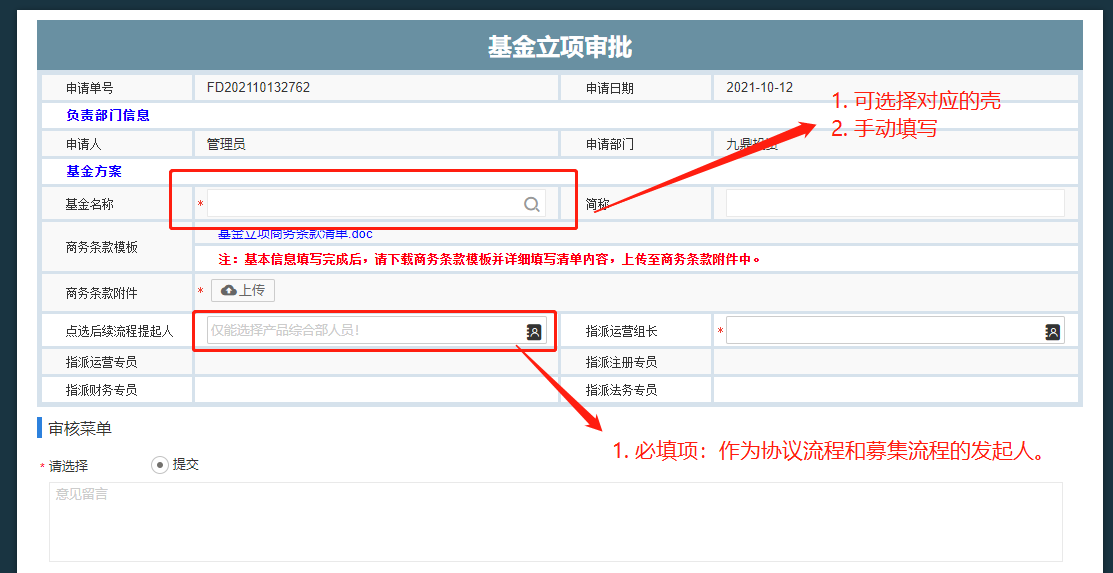 基金立项审批
申请单号 FD202110132762 申请日期 2021-10-12
负责部门信息
1. 可选择对应的壳
2. 手动填写
申请人 管理员 申请部门 九鼎投资
基金方案
基金名称 * 简称
商务条款模板 基金立项商务条款清单.doc
注：基本信息填写完成后，请下载商务条款模板并详细填写清单内容，上传至商务条款附件中。
商务条款附件 * 上传
点选后续流程提起人 仅能选择产品综合部人员! 指派运营组长 *
指派运营专员 指派注册专员
指派财务专员 指派法务专员
审核菜单
1. 必填项：作为协议流程和募集流程的发起人。
* 请选择 提交
意见留言